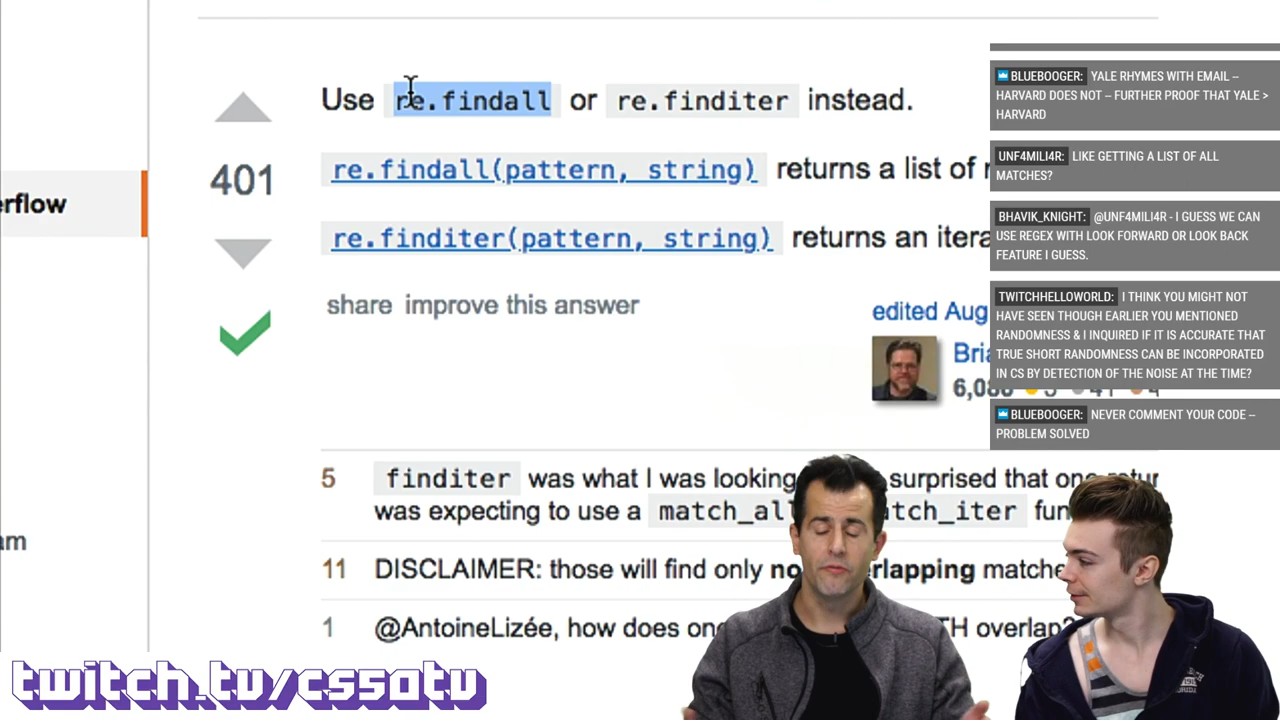 Use re.findall or re.finditer instead.
401
re.findall(pattern, string) returns a list of
re.finditer(pattern, string) returns an itera
share improve this answer
edited Aug
Bria
6,08
erflow
5 finditer was what I was looking surprised that one retur
was expecting to use a match_all match_iter fun
11 DISCLAIMER: those will find only no rlapping matche
1 @AntoineLizée, how does one TH overlap?
am
BLUEBOOGER: YALE RHYMES WITH EMAIL –
HARVARD DOES NOT – FURTHER PROOF THAT YALE >
HARVARD
UNF4MILI4R: LIKE GETTING A LIST OF ALL
MATCHES?
BHAVIK_KNIGHT: @UNF4MILI4R - I GUESS WE CAN
USE REGEX WITH LOOK FORWARD OR LOOK BACK
FEATURE I GUESS.
TWITCHHELLOWORLD: I THINK YOU MIGHT NOT
HAVE SEEN THOUGH EARLIER YOU MENTIONED
RANDOMNESS & I INQUIRED IF IT IS ACCURATE THAT
TRUE SHORT RANDOMNESS CAN BE INCORPORATED
IN CS BY DETECTION OF THE NOISE AT THE TIME?
BLUEBOOGER: NEVER COMMENT YOUR CODE –
PROBLEM SOLVED
twitch.tv/cs50tv